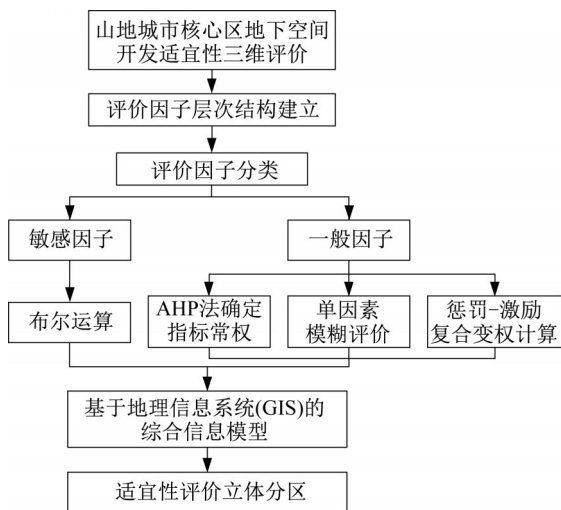 山地城市核心区地下空间
开发适宜性三维评价
评价因子层次结构建立
评价因子分类
敏感因子
一般因子
布尔运算
AHP法确定
指标常权
单因素
模糊评价
惩罚-激励
复合变权计算
基于地理信息系统(GIS)的
综合信息模型
适宜性评价立体分区